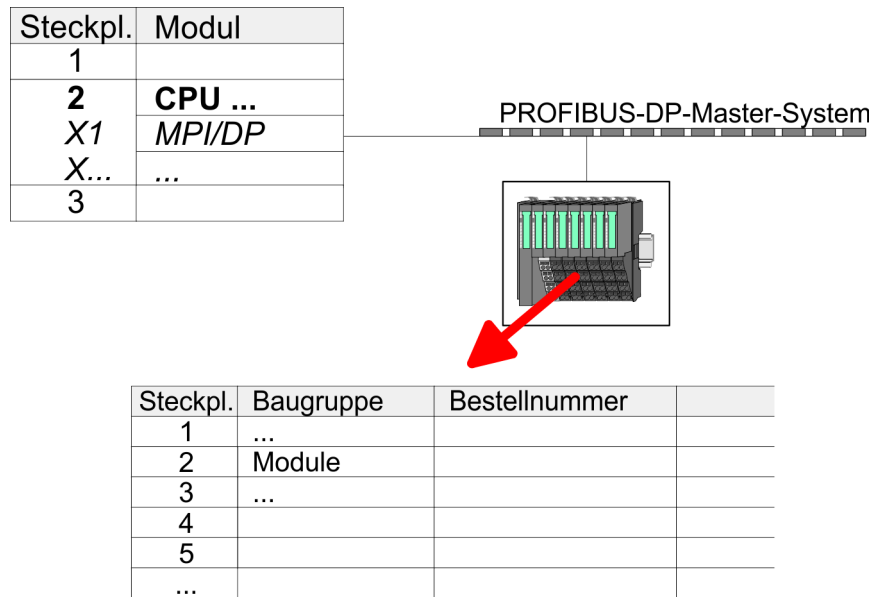 Steckpl. Modul
1
2 CPU ...
X1 MPI/DP
X... ...
3
PROFIBUS-DP-Master-System
Steckpl. Baugruppe Bestellnummer
1 ...
2 Module
3 ...
4
5
...